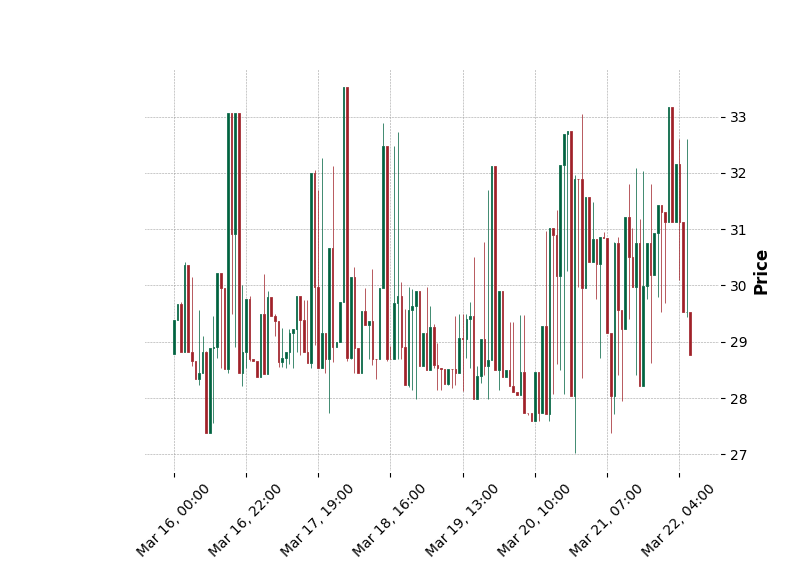 33
32
31
30
29
28
27
Price
Mar 16, 00:00
Mar 16, 22:00
Mar 17, 19:00
Mar 18, 16:00
Mar 19, 13:00
Mar 20, 10:00
Mar 21, 07:00
Mar 22, 04:00